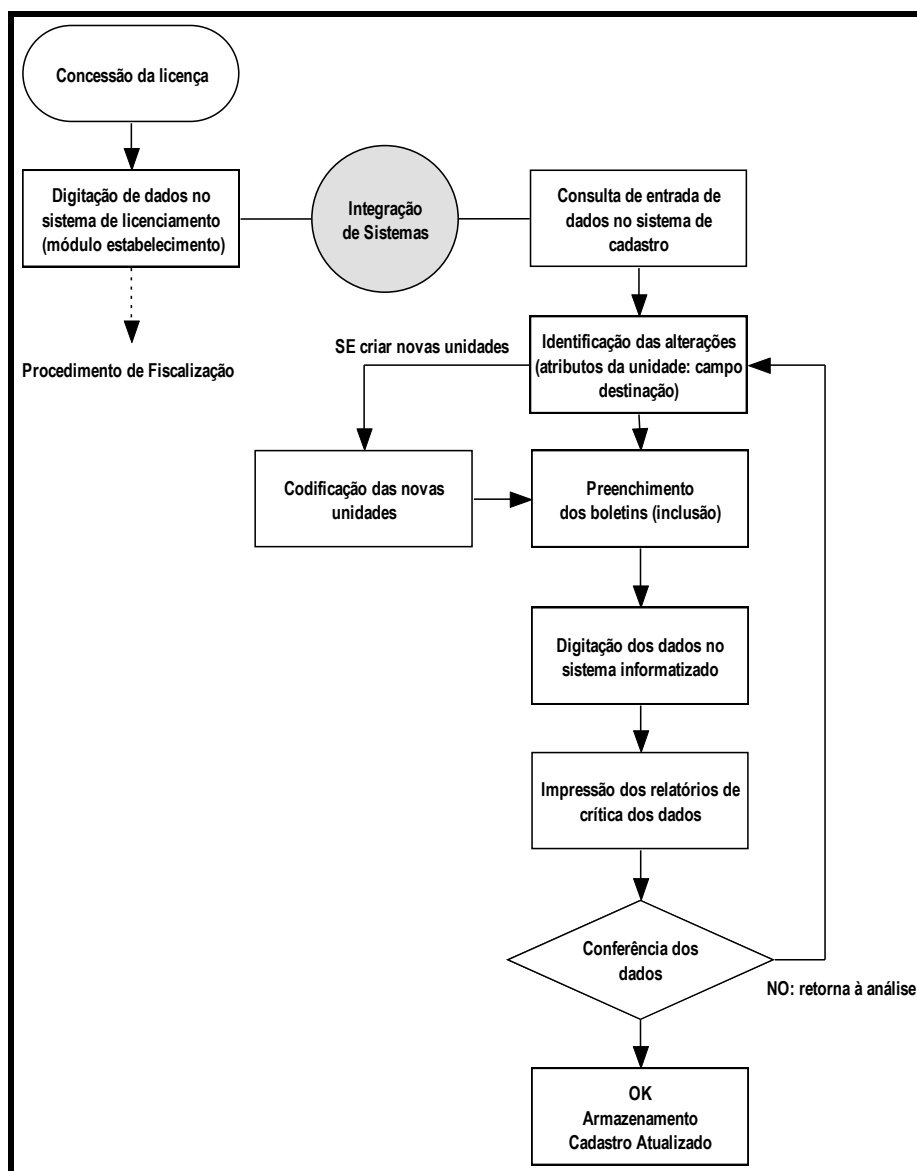 Concessão da licença
Digitação de dados no
sistema de licenciamento
(módulo estabelecimento)
Integração
de Sistemas
Consulta de entrada de
dados no sistema de
cadastro
Procedimento de Fiscalização
SE criar novas unidades
Identificação das alterações
(atributos da unidade: campo
destinação)
Codificação das novas
unidades
Preenchimento
dos boletins (inclusão)
Digitação dos dados no
sistema informatizado
Impressão dos relatórios de
crítica dos dados
Conferência dos
dados
NO: retorna à análise
OK
Armazenamento
Cadastro Atualizado